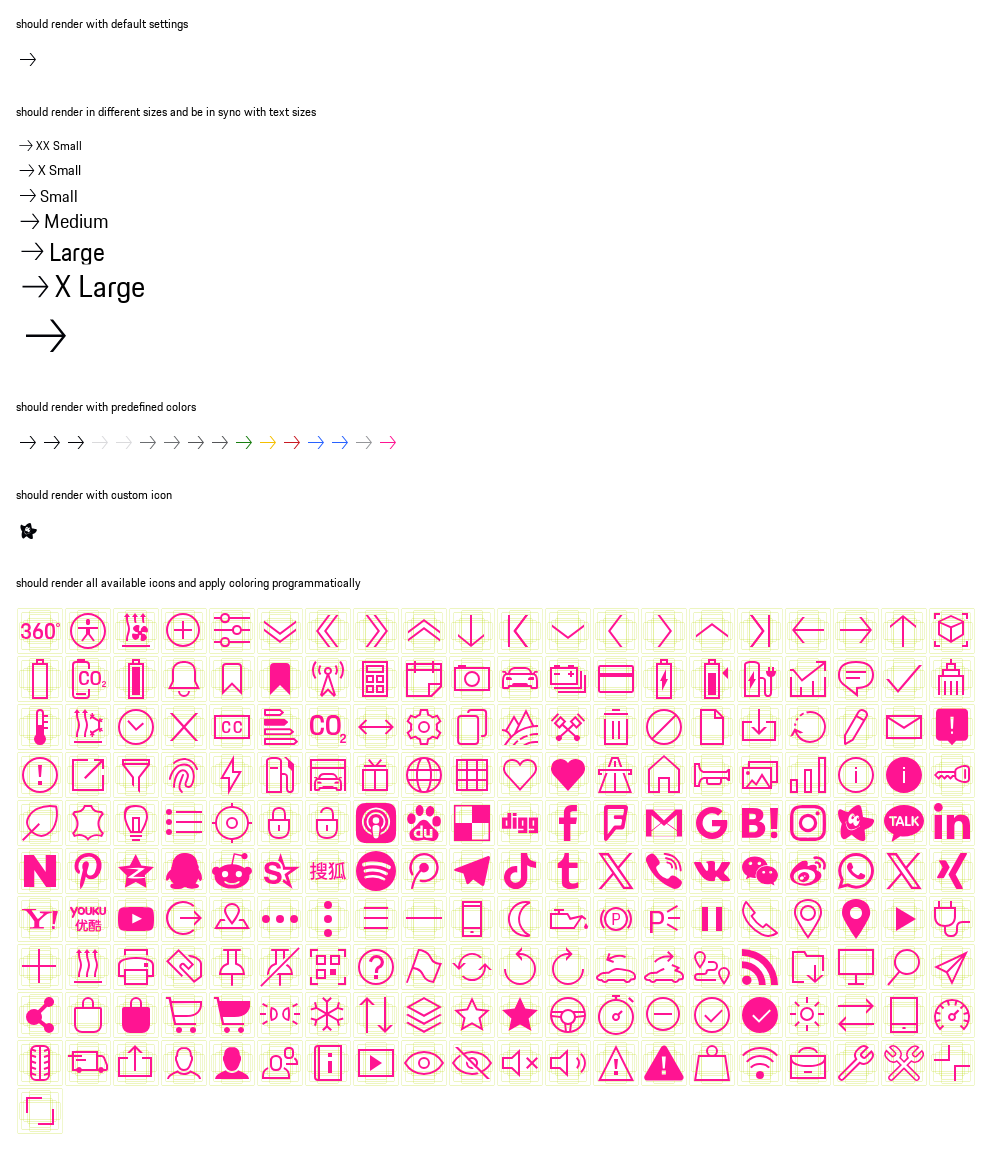 should render with default settings
should render in different sizes and be in sync with text sizes
XX Small
X Small
Small
Medium
Large
X Large
should render with predefined colors
should render with custom icon
should render all available icons and apply coloring programmatically
360°
CO2
CC
CO2
du
digg
f
G
B!
TALK
in
N
S
搜狐
t
Y!
YOUKU
优酷
P
P